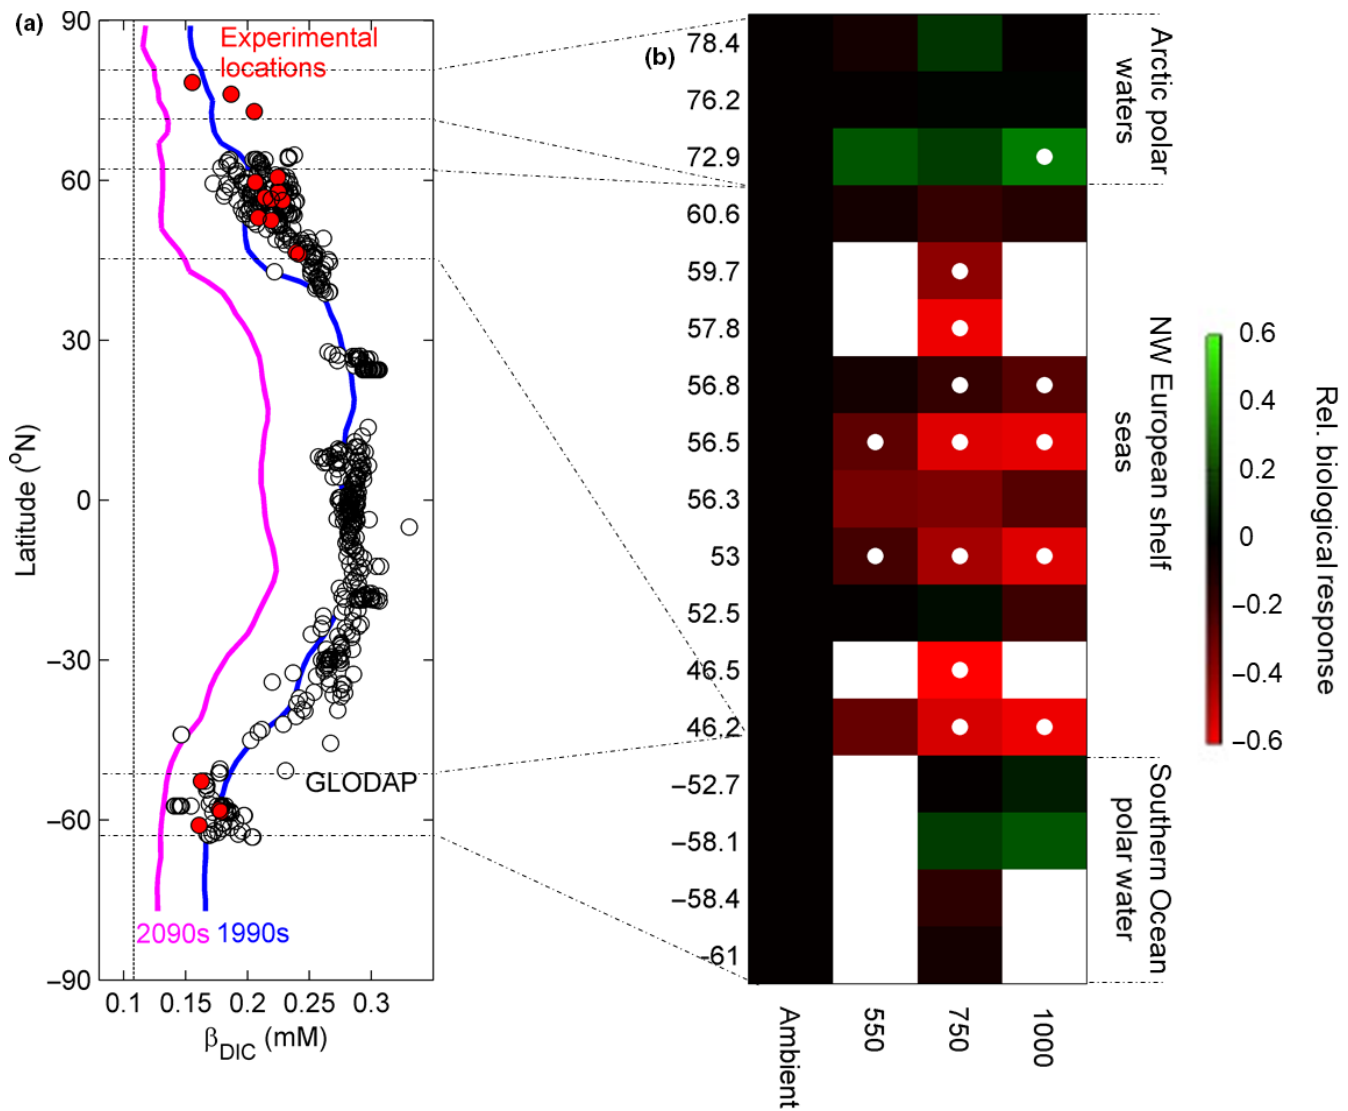 (a)
90
60
30
0
−30
−60
−90
Latitude (°N)
Experimental
locations
GLODAP
2090s
1990s
0.1
0.15
0.2
0.25
0.3
βDIC (mM)
(b)
78.4
76.2
72.9
60.6
59.7
57.8
56.8
56.5
56.3
53
52.5
46.5
46.2
−52.7
−58.1
−58.4
−61
Ambient
550
750
1000
Arctic polar
waters
NW European shelf
seas
Southern Ocean
polar water
0.6
0.4
0.2
0
−0.2
−0.4
−0.6
Rel. biological response